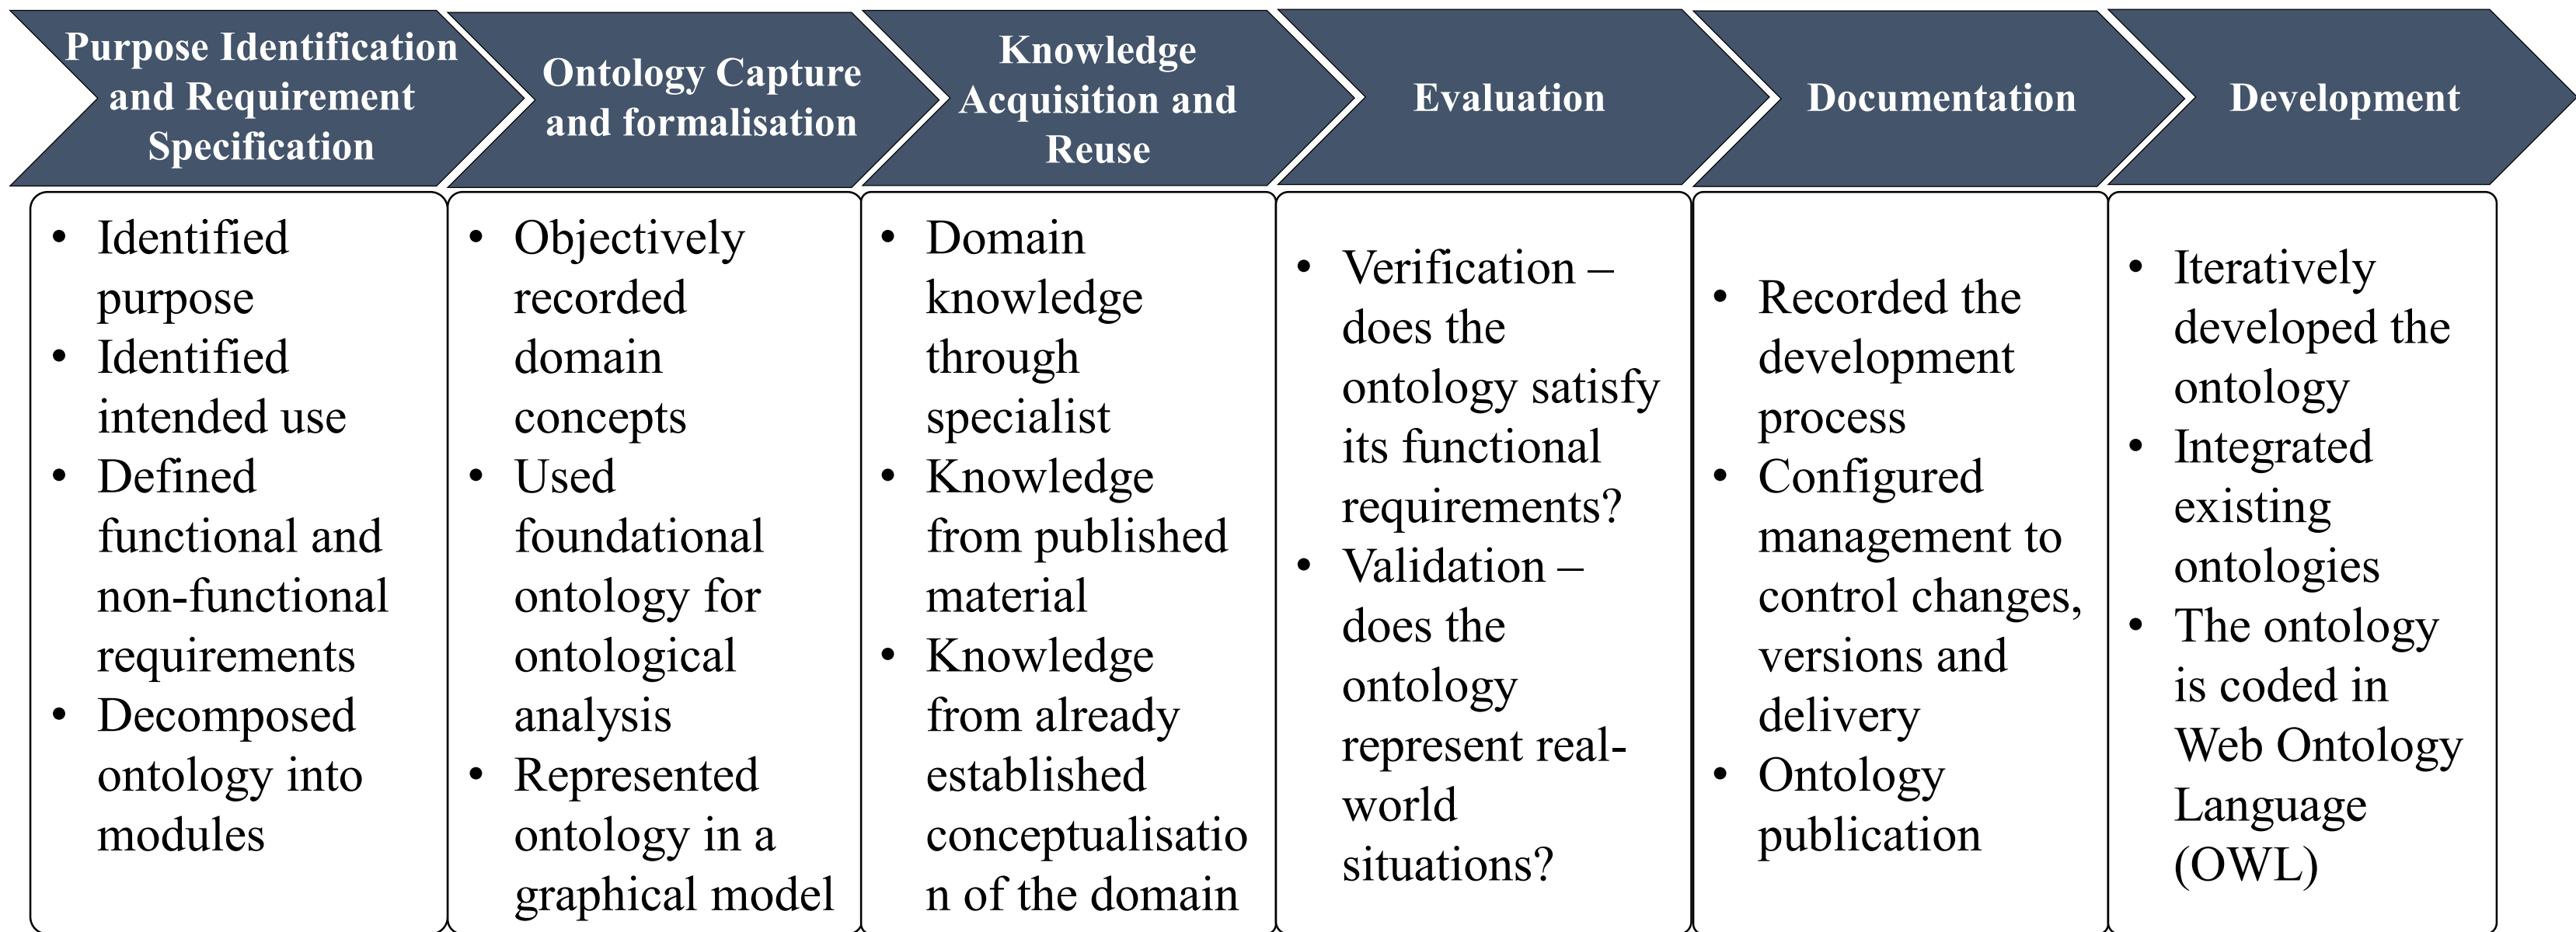 Purpose Identification
and Requirement
Specification
Ontology Capture
and formalisation
Knowledge
Acquisition and
Reuse
Evaluation
Documentation
Development
• Identified
purpose
• Identified
intended use
• Defined
functional and
non-functional
requirements
• Decomposed
ontology into
modules
• Objectively
recorded
domain
concepts
• Used
foundational
ontology for
ontological
analysis
• Represented
ontology in a
graphical model
• Domain
knowledge
through
specialist
• Knowledge
from published
material
• Knowledge
from already
established
conceptualisatio
n of the domain
• Verification –
does the
ontology satisfy
its functional
requirements?
• Validation –
does the
ontology
represent real-
world
situations?
• Recorded the
development
process
• Configured
management to
control changes,
versions and
delivery
• Ontology
publication
• Iteratively
developed the
ontology
• Integrated
existing
ontologies
• The ontology
is coded in
Web Ontology
Language
(OWL)